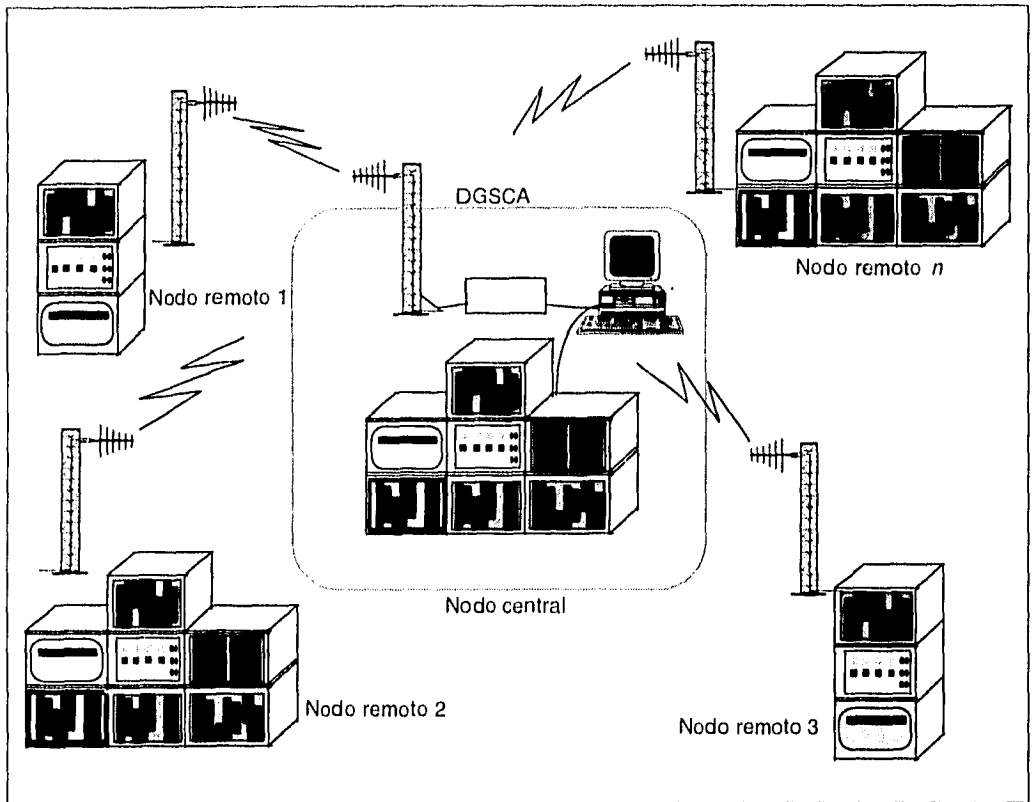 DGSCA
Nodo remoto n
Nodo remoto 1
Nodo central
Nodo remoto 2
Nodo remoto 3